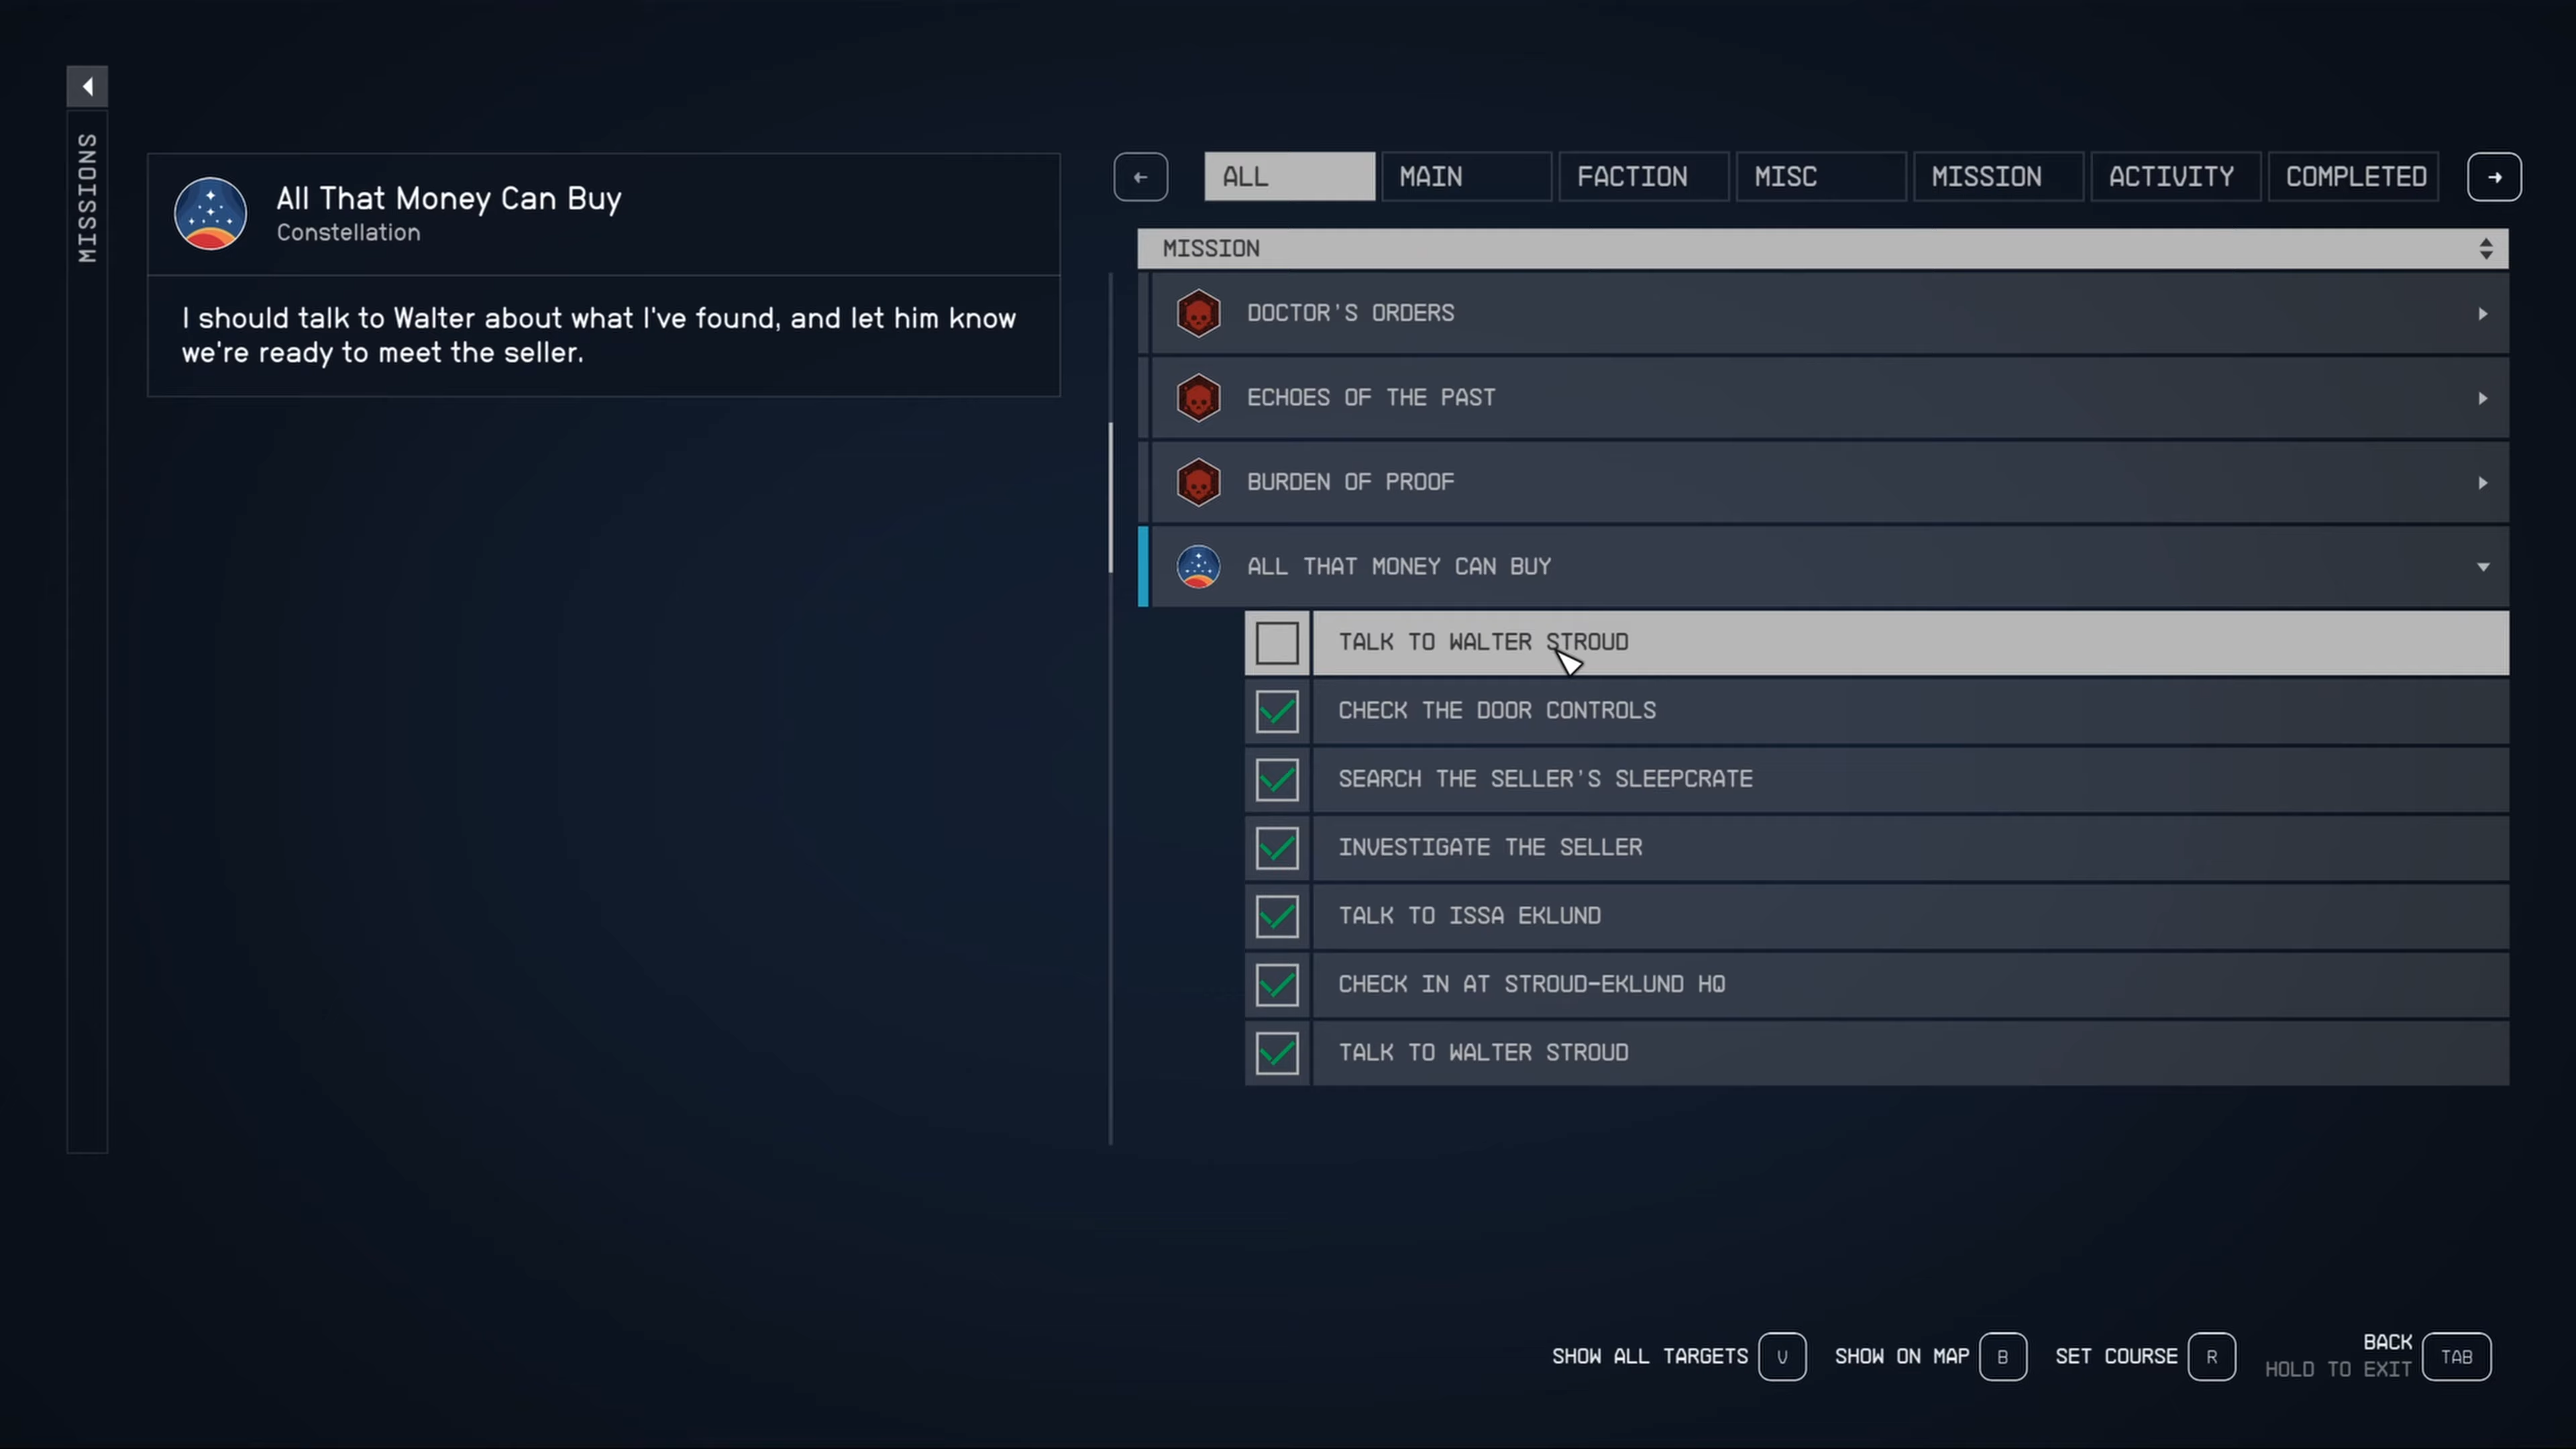 MISSIONS
All That Money Can Buy
Constellation
I should talk to Walter about what I've found, and let him know
we're ready to meet the seller.
ALL
MAIN
FACTION
MISC
MISSION
ACTIVITY
COMPLETED
MISSION
DOCTOR'S ORDERS
ECHOES OF THE PAST
BURDEN OF PROOF
ALL THAT MONEY CAN BUY
TALK TO WALTER STROUD
CHECK THE DOOR CONTROLS
SEARCH THE SELLER'S SLEEPCRATE
INVESTIGATE THE SELLER
TALK TO ISSA EKLUND
CHECK IN AT STROUD-EKLUND HQ
TALK TO WALTER STROUD
SHOW ALL TARGETS V
SHOW ON MAP B
SET COURSE R
BACK
HOLD TO EXIT
TAB